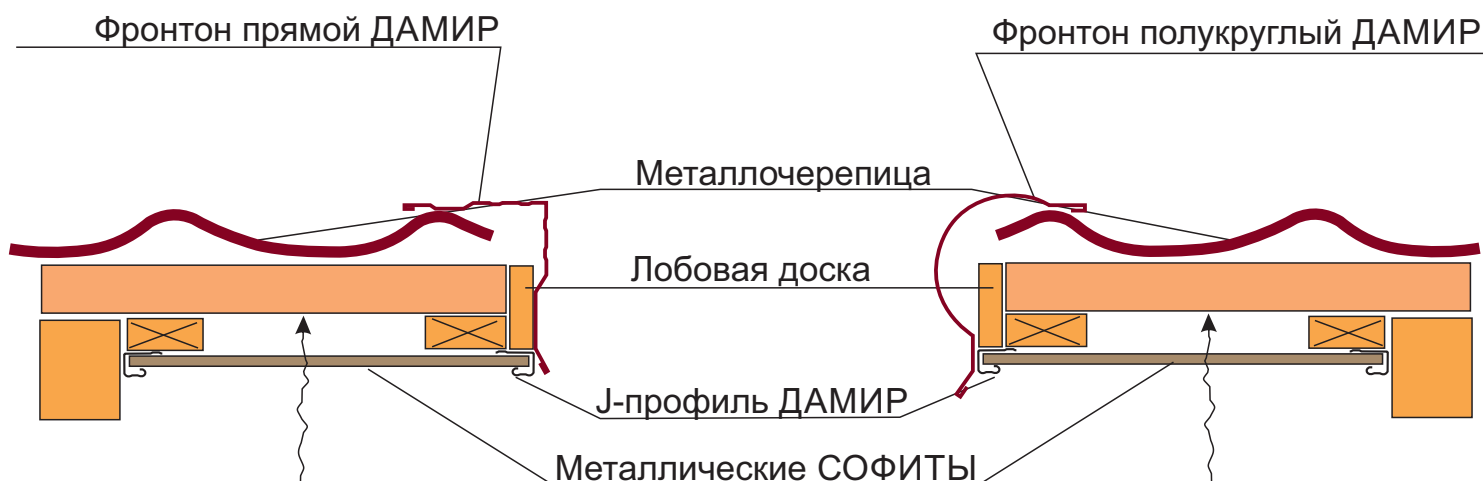 Фронтон прямой ДАМИР
Фронтон полукруглый ДАМИР
Металлочерепица
Лобовая доска
J-профиль ДАМИР
Металлические СОФИТЫ